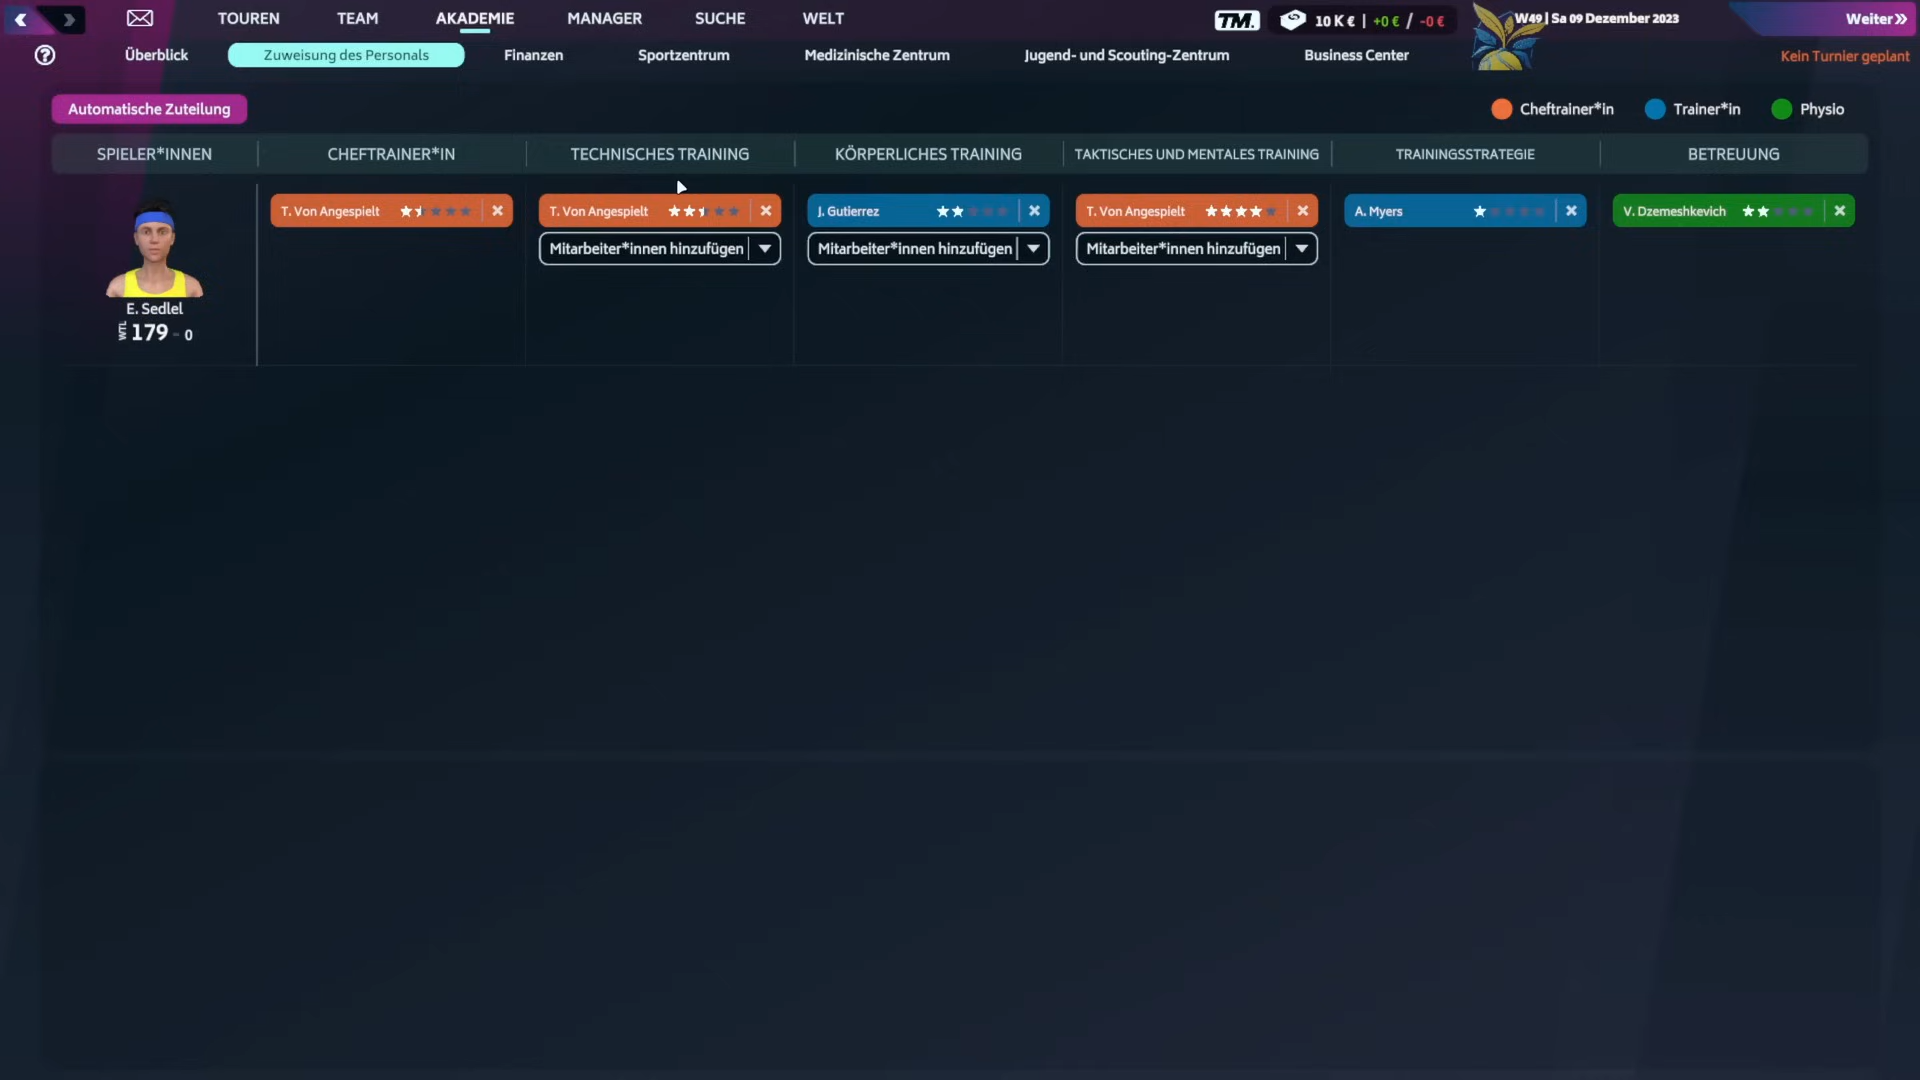 TOUREN TEAM AKADEMIE MANAGER SUCHE WELT TM. 10 K € | +0 € / -0 € W49 | Sa 09 Dezember 2023 Weiter
Überblick Zuweisung des Personals Finanzen Sportzentrum Medizinische Zentrum Jugend- und Scouting-Zentrum Business Center Kein Turnier geplant
Automatische Zuteilung Cheftrainer*in Trainer*in Physio
SPIELER*INNEN CHEFTRAINER*IN TECHNISCHES TRAINING KÖRPERLICHES TRAINING TAKTISCHES UND MENTALES TRAINING TRAININGSSTRATEGIE BETREUUNG
T. Von Angespielt T. Von Angespielt J. Gutierrez T. Von Angespielt A. Myers V. Dzemeshkevich
Mitarbeiter*innen hinzufügen Mitarbeiter*innen hinzufügen Mitarbeiter*innen hinzufügen
E. Sedlel
WTL 179 - 0